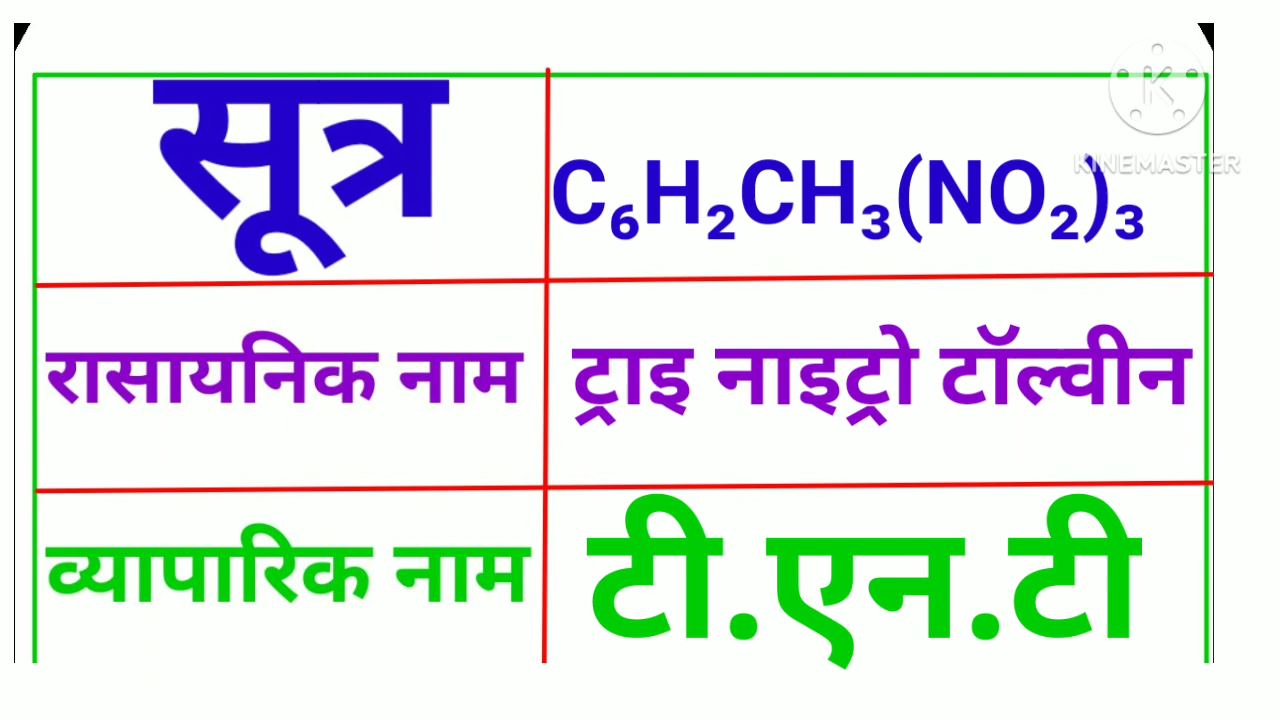 सूत्र C₆H₂CH₃(NO₂)₃
KINEMASTER
रासायनिक नाम ट्राइ नाइट्रो टॉल्वीन
व्यापारिक नाम टी.एन.टी